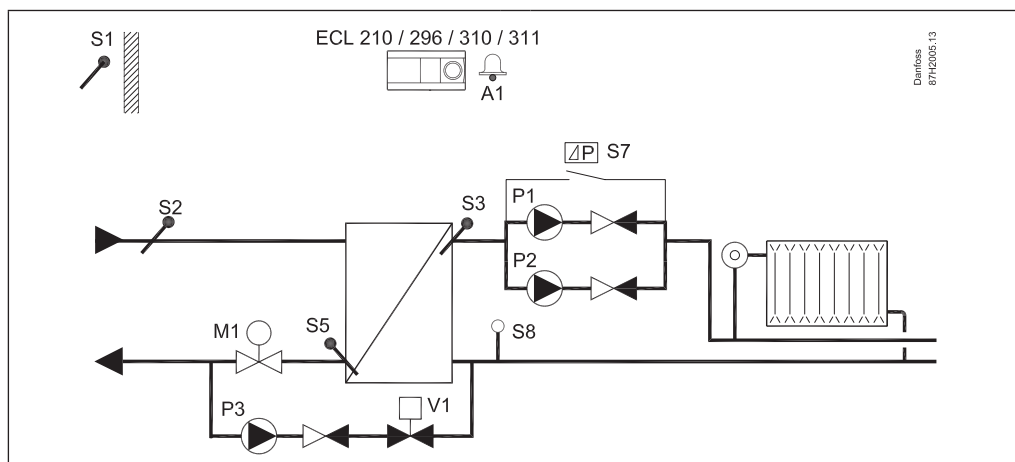 S1
ECL 210 / 296 / 310 / 311
A1
Danfoss
87H2005.13
P S7
S2
S3
P1
P2
M1
S5
S8
P3
V1